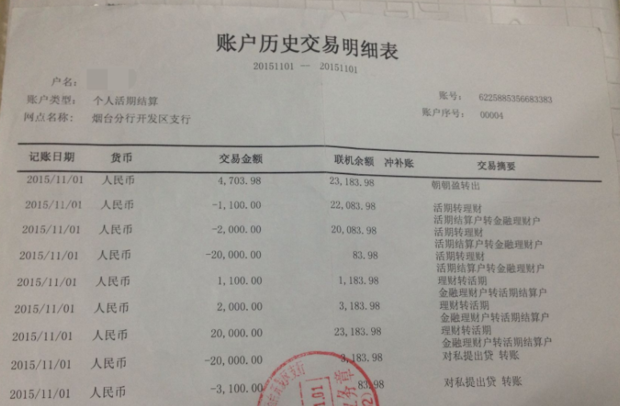 账户历史交易明细表
20151101 — 20151101
户名:
账户类型: 个人活期结算
账号: 6225885356683383
网点名称: 烟台分行开发区支行
账户序号: 00004
记账日期 货币 交易金额 联机余额 冲补账 交易摘要
2015/11/01 人民币 4,703.98 23,183.98 朝朝盈转出
2015/11/01 人民币 -1,100.00 22,083.98 活期转理财
活期结算户转金融理财户
2015/11/01 人民币 -2,000.00 20,083.98 活期转理财
活期结算户转金融理财户
2015/11/01 人民币 -20,000.00 83.98 活期转理财
活期结算户转金融理财户
2015/11/01 人民币 1,100.00 1,183.98 理财转活期
金融理财户转活期结算户
2015/11/01 人民币 2,000.00 3,183.98 理财转活期
金融理财户转活期结算户
2015/11/01 人民币 20,000.00 23,183.98 理财转活期
金融理财户转活期结算户
2015/11/01 人民币 -20,000.00 3,183.98 对私提出贷 转账
2015/11/01 人民币 -3,100.00 83.98 对私提出贷 转账